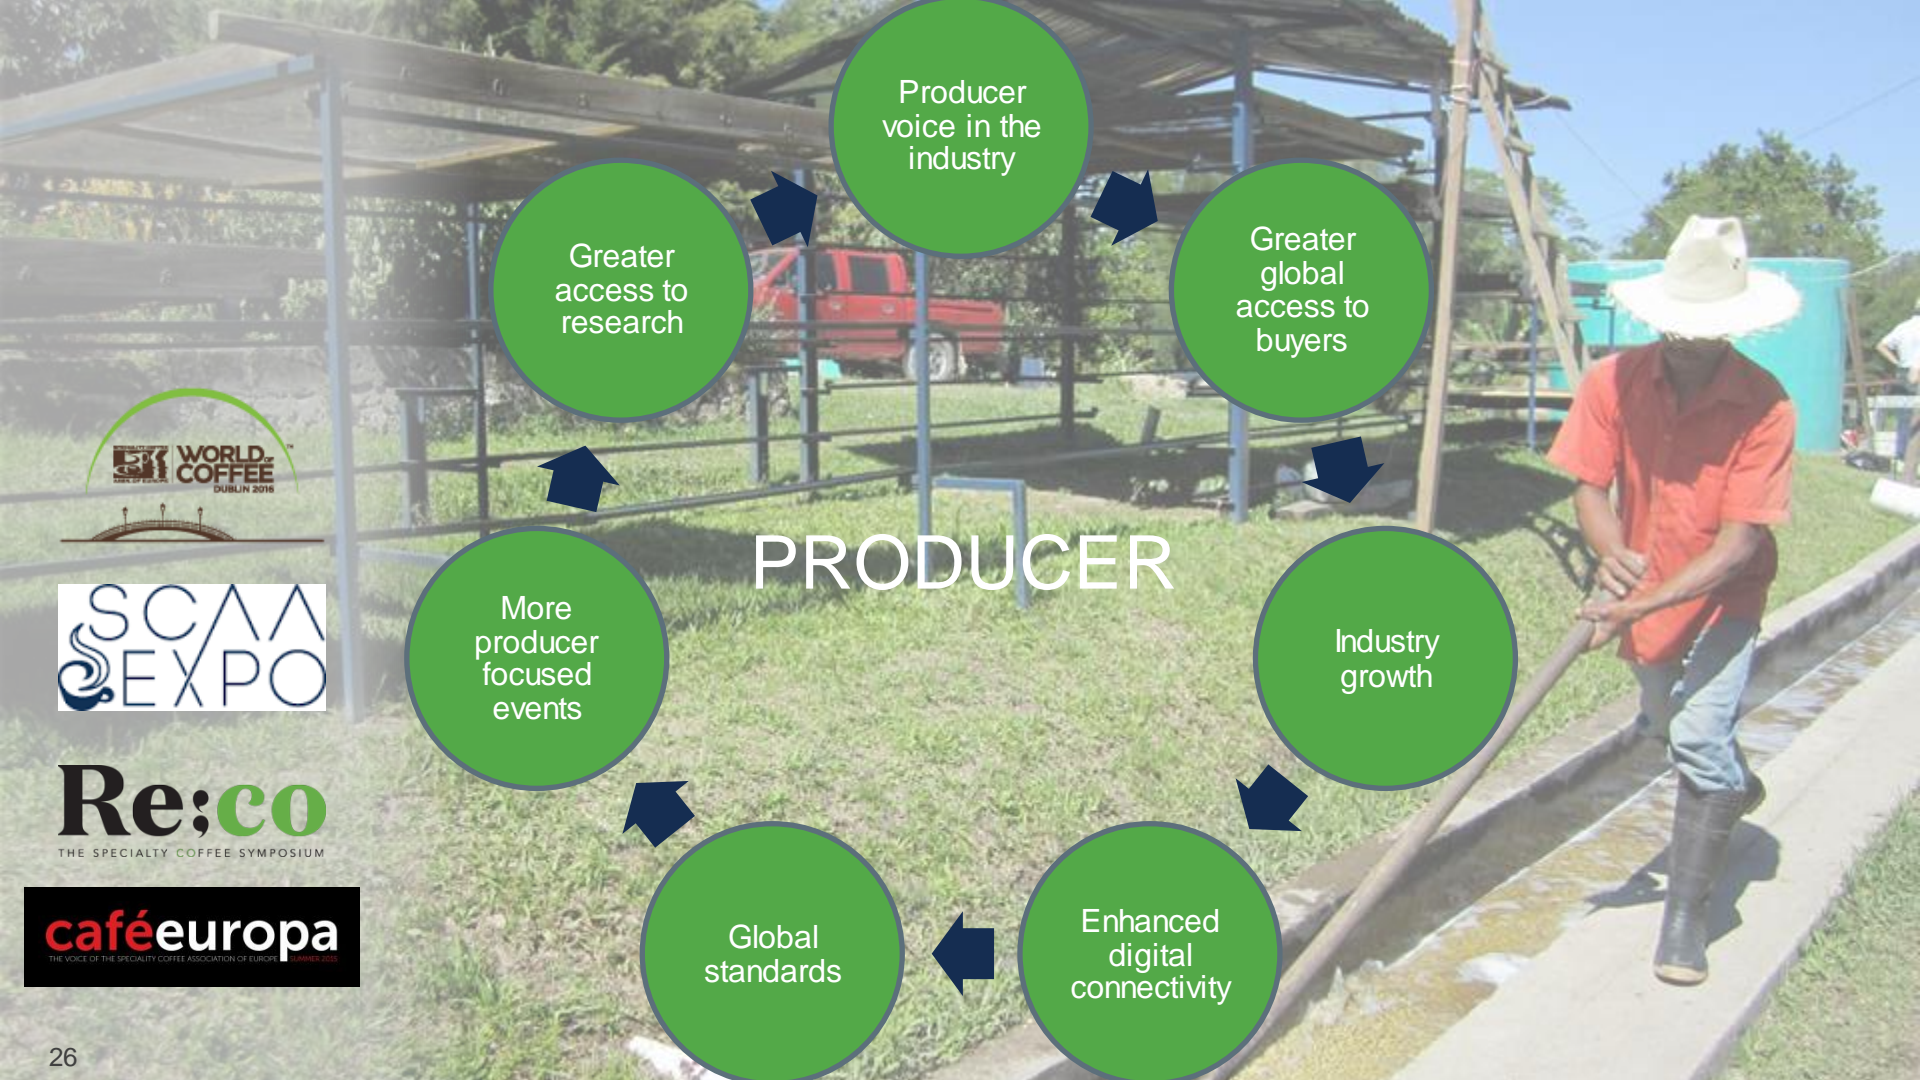 Producer
voice in the
industry
Greater
global
access to
buyers
Industry
growth
Enhanced
digital
connectivity
Global
standards
More
producer
focused
events
Greater
access to
research
PRODUCER
WORLD OF
COFFEE
DUBLIN 2016
SCAA
EXPO
Re:co
THE SPECIALTY COFFEE SYMPOSIUM
caféeuropa
THE VOICE OF THE SPECIALITY COFFEE ASSOCIATION OF EUROPE SUMMER 2015
26